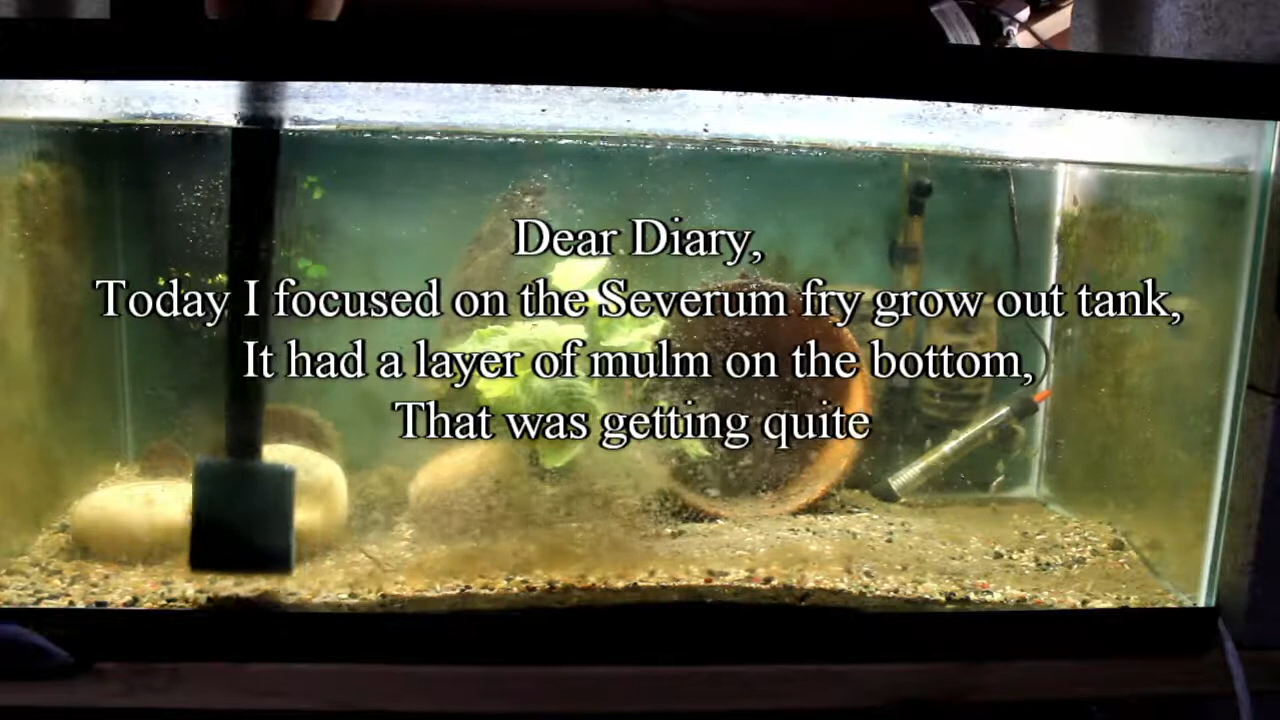 Dear Diary,
Today I focused on the Severum fry grow out tank,
It had a layer of mulm on the bottom,
That was getting quite